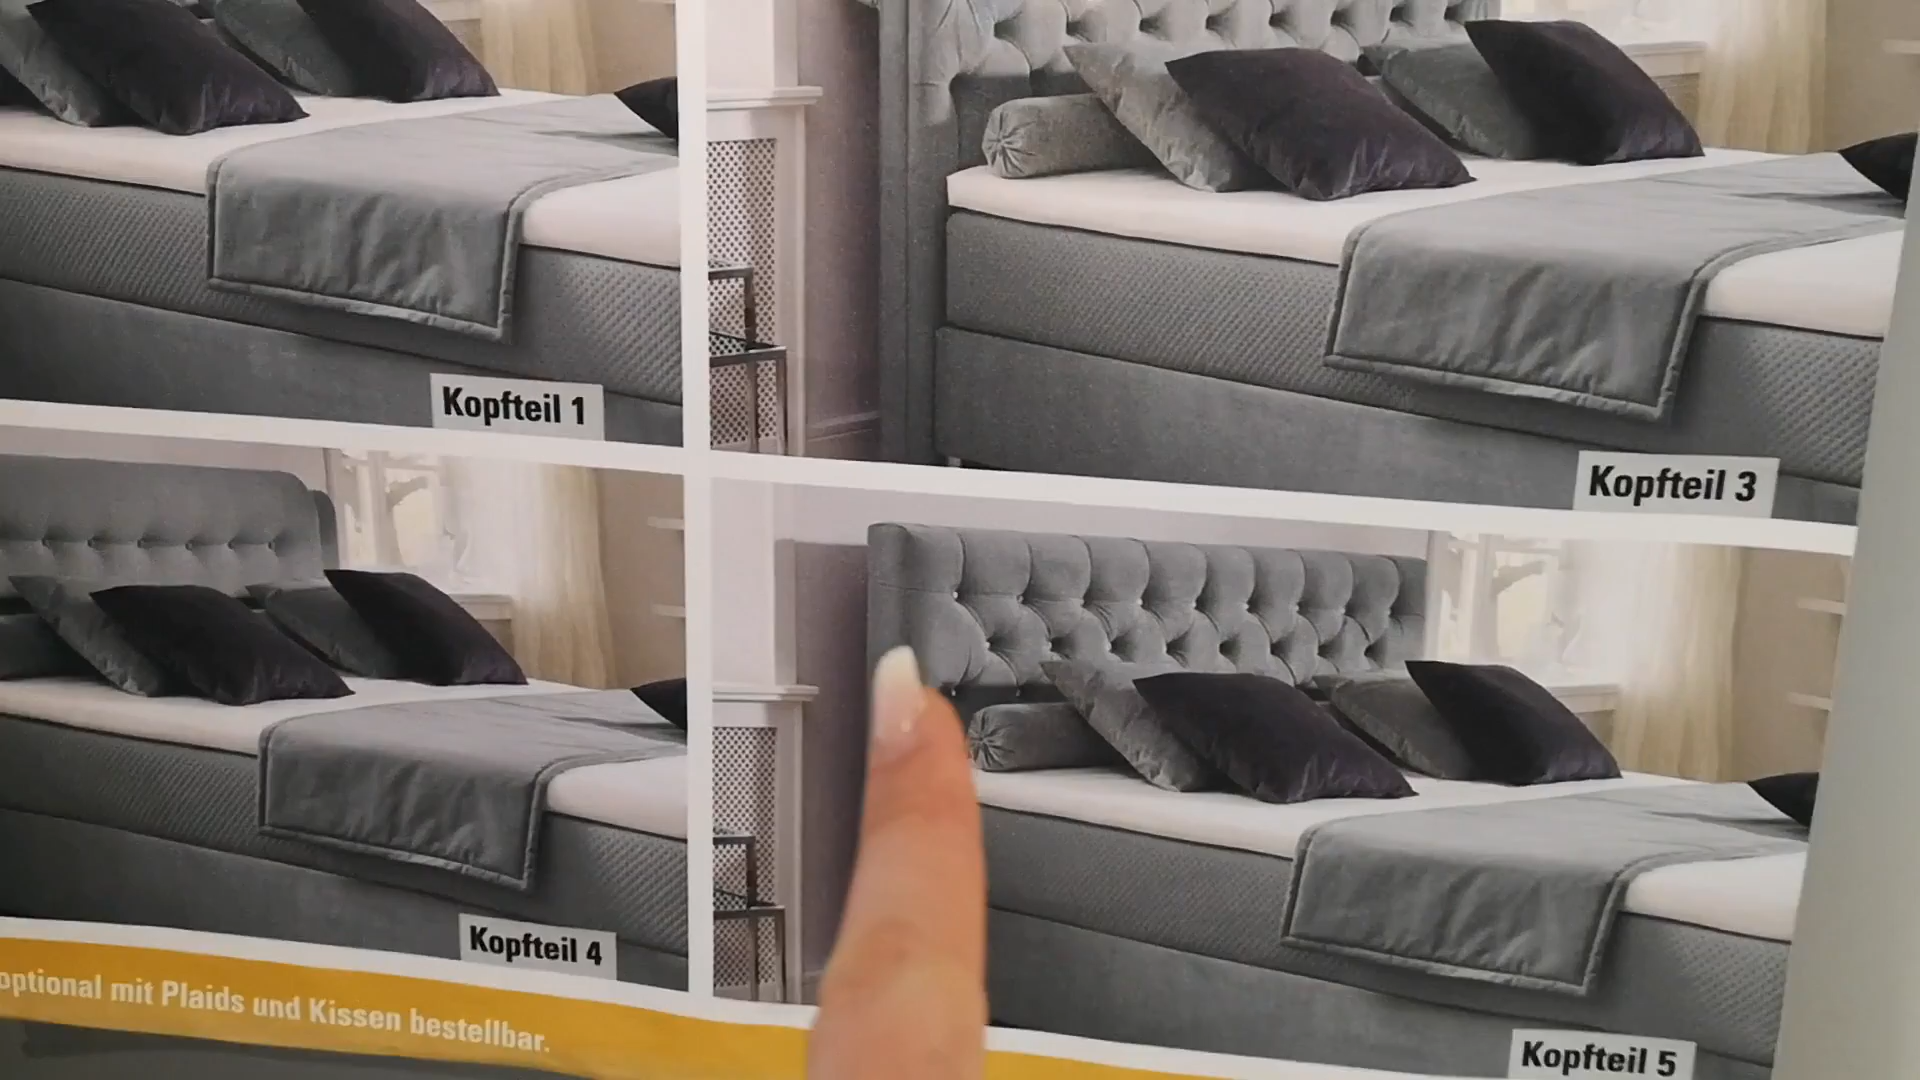 Kopfteil 1
Kopfteil 3
Kopfteil 4
Kopfteil 5
optional mit Plaids und Kissen bestellbar.